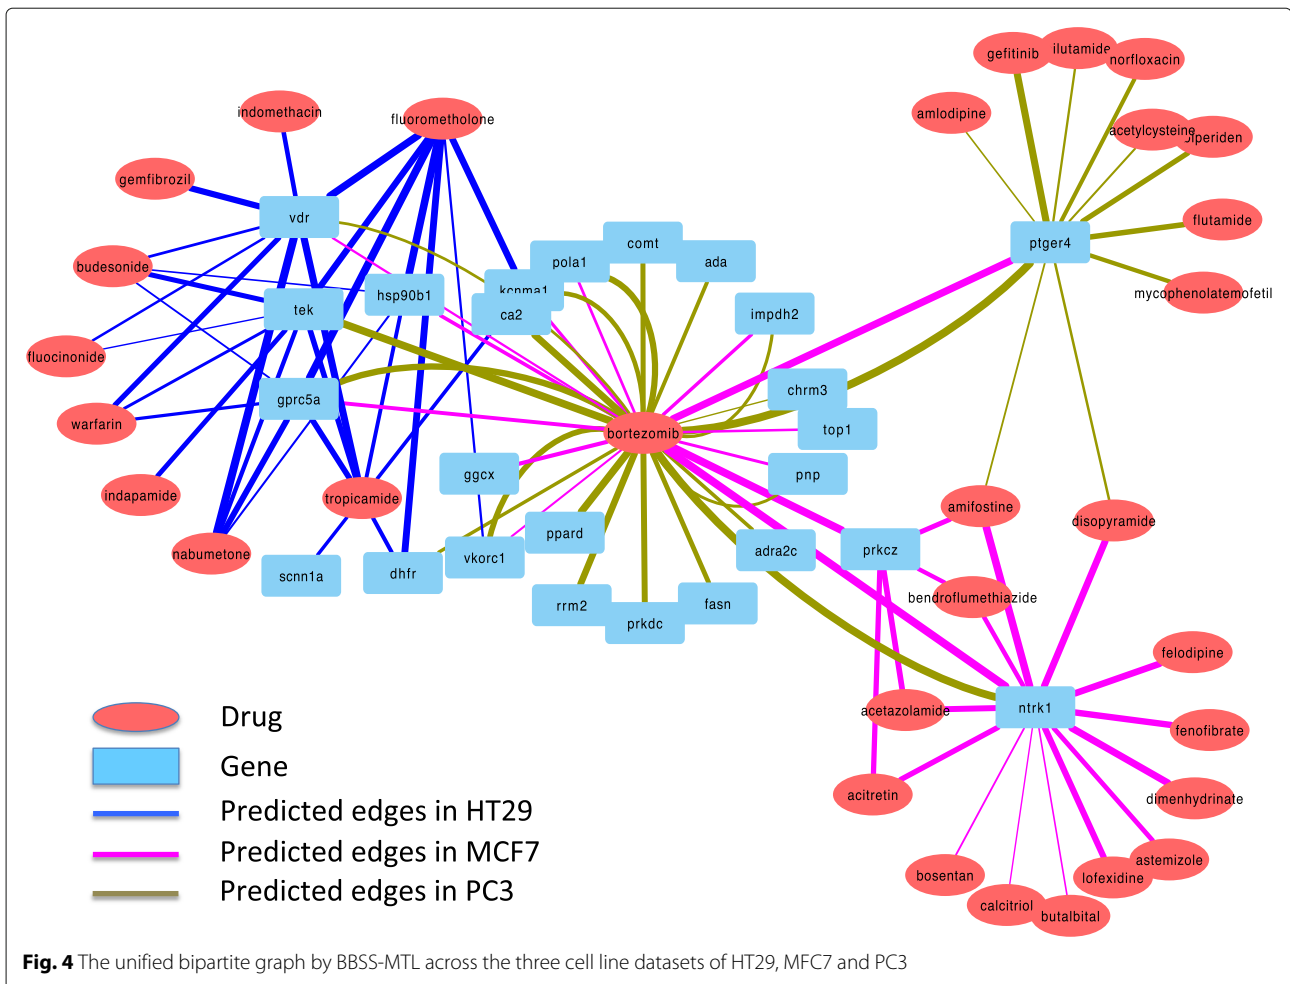 gefitinib
ilutamide
norfloxacin
amlodipine
acetylcysteine
iperiden
indomethacin
fluorometholone
gemfibrozil
vdr
comt
flutamide
ptger4
pola1
ada
budesonide
hsp90b1
kcnma1
mycophenolatemofetil
tek
ca2
impdh2
fluocinonide
gprc5a
chrm3
warfarin
bortezomib
top1
ggcx
pnp
indapamide
tropicamide
amifostine
disopyramide
nabumetone
ppard
vkorc1
adra2c
prkcz
scnn1a
dhfr
bendroflumethiazide
rrm2
fasn
prkdc
felodipine
ntrk1
acetazolamide
fenofibrate
acitretin
dimenhydrinate
astemizole
bosentan
lofexidine
calcitriol
butalbital
Drug
Gene
Predicted edges in HT29
Predicted edges in MCF7
Predicted edges in PC3
Fig. 4 The unified bipartite graph by BBSS-MTL across the three cell line datasets of HT29, MFC7 and PC3